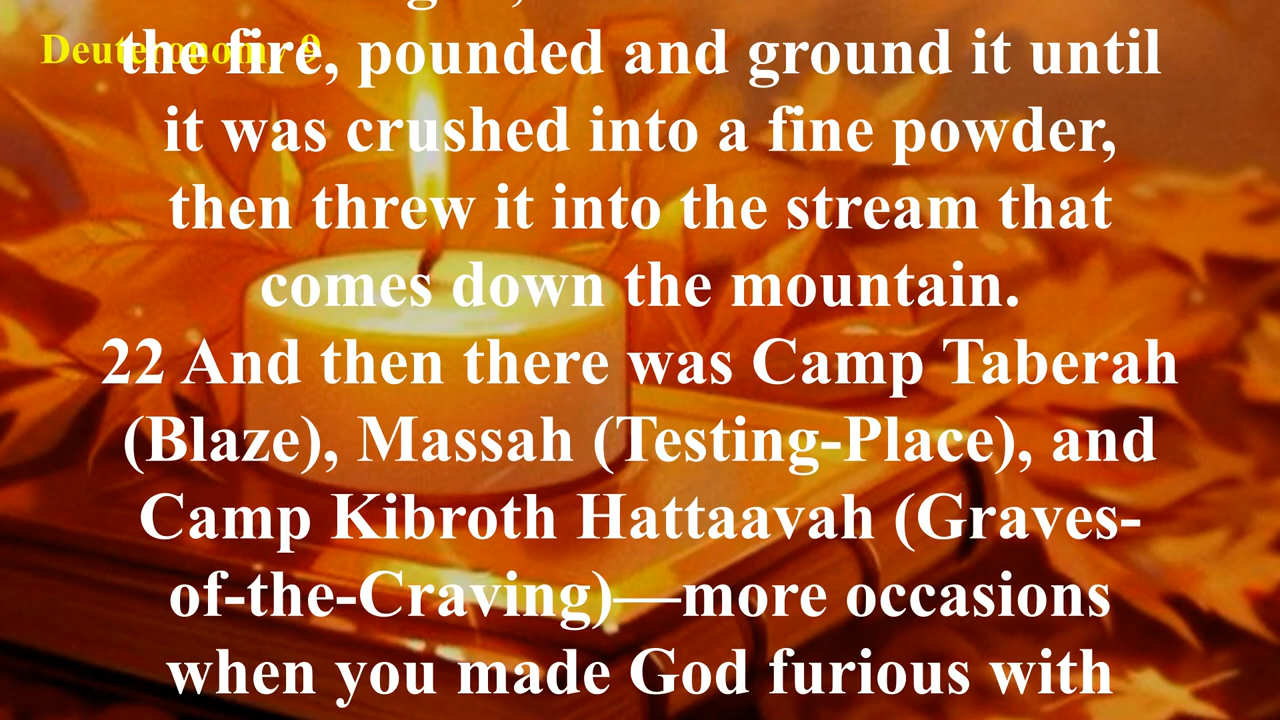 Deuteronomy 9
the fire, pounded and ground it until
it was crushed into a fine powder,
then threw it into the stream that
comes down the mountain.
22 And then there was Camp Taberah
(Blaze), Massah (Testing-Place), and
Camp Kibroth Hattaavah (Graves-
of-the-Craving)—more occasions
when you made God furious with